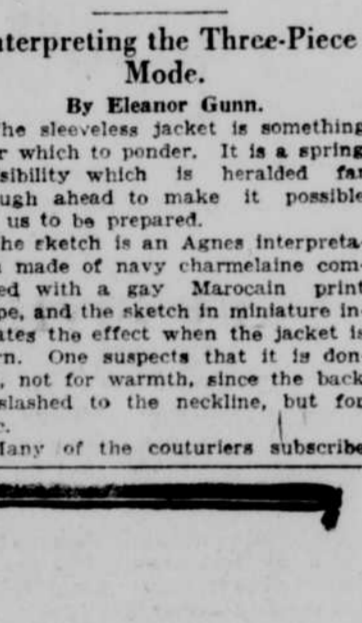 nterpreting the Three-Piece
Mode.
By Eleanor Gunn.
he sleeveless jacket is something
r which to ponder. It is a spring
sibility which is heralded far
ugh ahead to make it possible
us to be prepared.
he sketch is an Agnes interpreta-
made of navy charmelaine com-
ed with a gay Marocain print
pe, and the sketch in miniature in-
ates the effect when the jacket is
rn. One suspects that it is don-
, not for warmth, since the back
slashed to the neckline, but for
.
Many of the couturiers subscribe